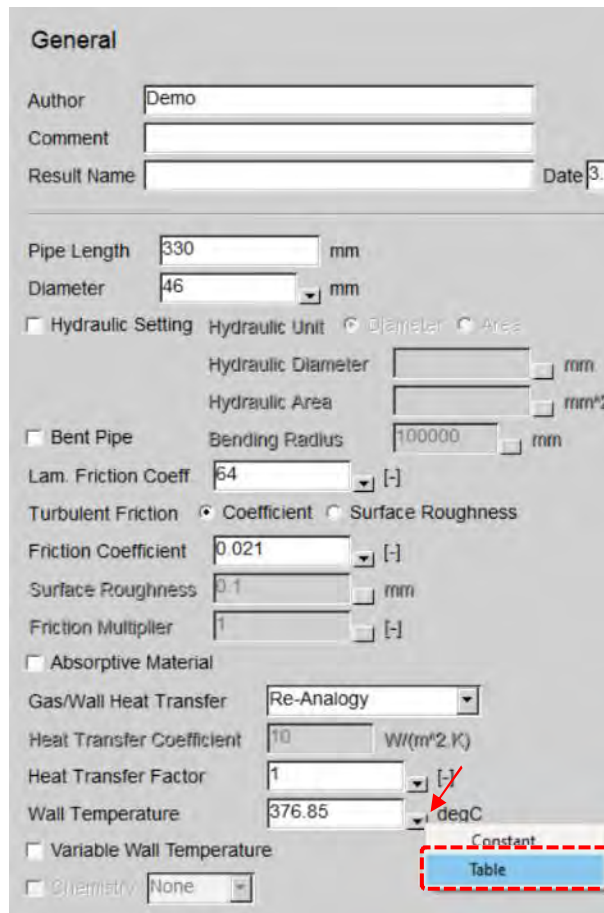 General
Author Demo
Comment
Result Name Date 3.
Pipe Length 330 mm
Diameter 46 mm
Hydraulic Setting Hydraulic Unit Diameter Area
Hydraulic Diameter mm
Hydraulic Area mm^2
Bent Pipe Bending Radius 100000 mm
Lam. Friction Coeff. 64 [-]
Turbulent Friction Coefficient Surface Roughness
Friction Coefficient 0.021 [-]
Surface Roughness 0.1 mm
Friction Multiplier 1 [-]
Absorptive Material
Gas/Wall Heat Transfer Re-Analogy
Heat Transfer Coefficient 10 W/(m^2.K)
Heat Transfer Factor 1 [-]
Wall Temperature 376.85 degC
Constant
Variable Wall Temperature
Table
Chemistry None